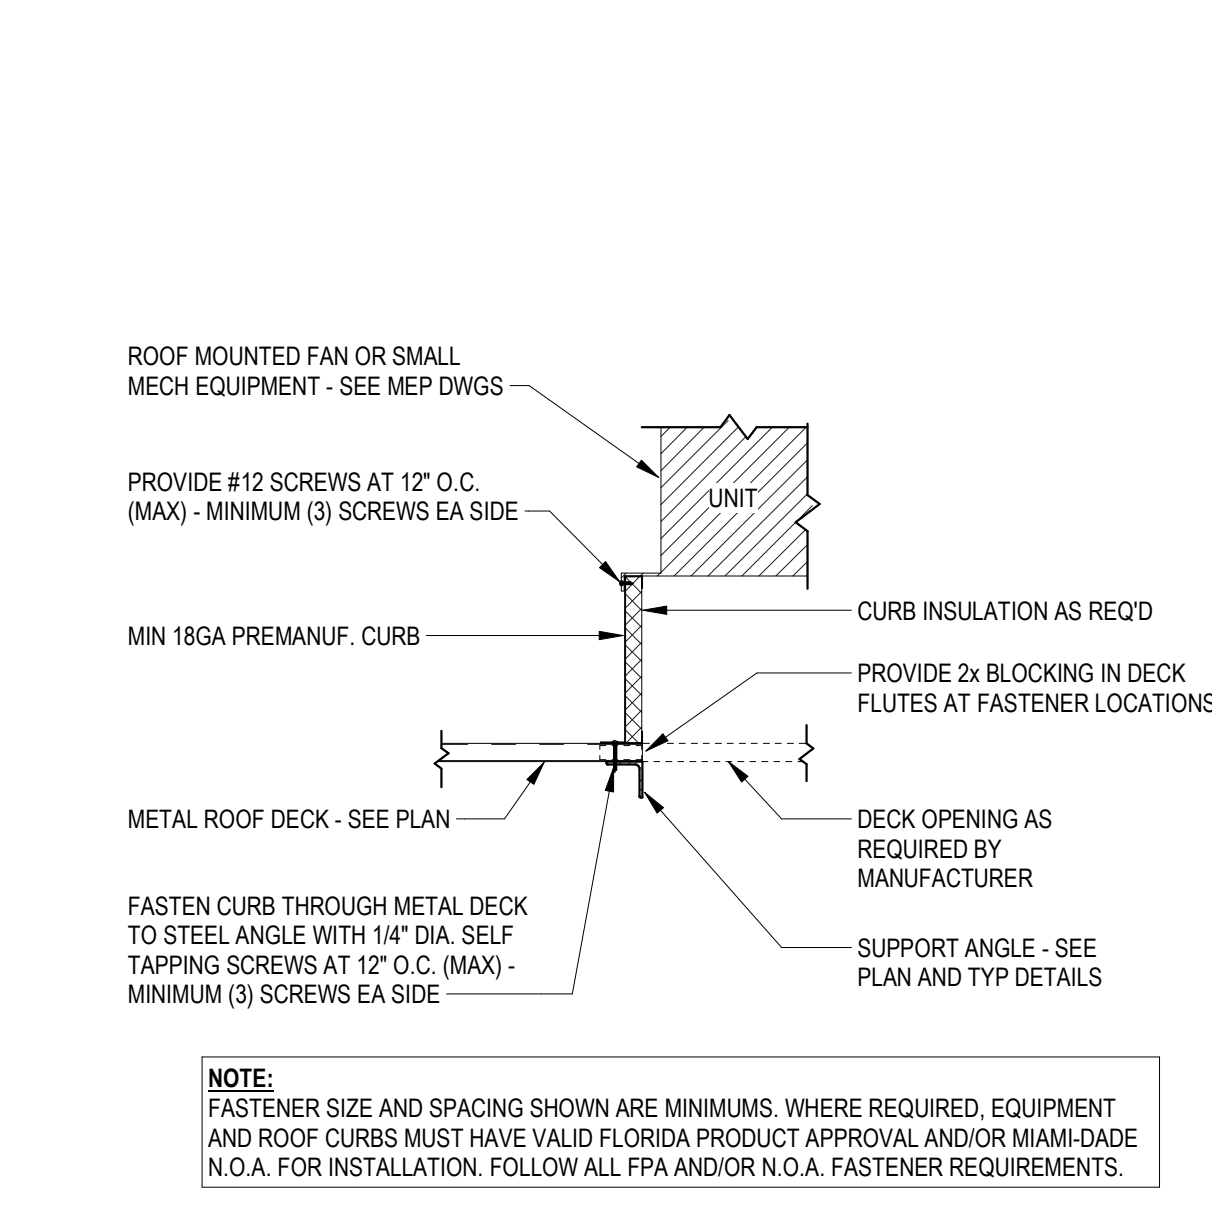 ROOF MOUNTED FAN OR SMALL
MECH EQUIPMENT - SEE MEP DWGS
PROVIDE #12 SCREWS AT 12" O.C.
(MAX) - MINIMUM (3) SCREWS EA SIDE
UNIT
MIN 18GA PREMANUF. CURB
CURB INSULATION AS REQ'D
PROVIDE 2x BLOCKING IN DECK
FLUTES AT FASTENER LOCATIONS
METAL ROOF DECK - SEE PLAN
DECK OPENING AS
REQUIRED BY
MANUFACTURER
FASTEN CURB THROUGH METAL DECK
TO STEEL ANGLE WITH 1/4" DIA. SELF
TAPPING SCREWS AT 12" O.C. (MAX) -
MINIMUM (3) SCREWS EA SIDE
SUPPORT ANGLE - SEE
PLAN AND TYP DETAILS
NOTE:
FASTENER SIZE AND SPACING SHOWN ARE MINIMUMS. WHERE REQUIRED, EQUIPMENT
AND ROOF CURBS MUST HAVE VALID FLORIDA PRODUCT APPROVAL AND/OR MIAMI-DADE
N.O.A. FOR INSTALLATION. FOLLOW ALL FPA AND/OR N.O.A. FASTENER REQUIREMENTS.